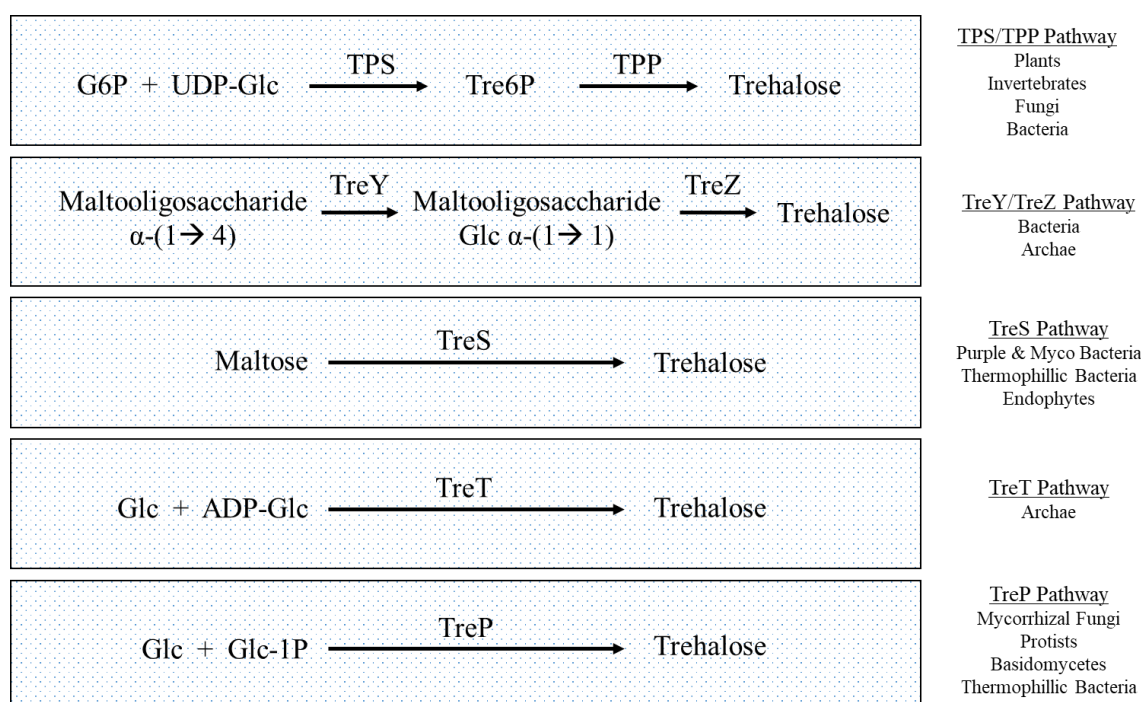 TPS/TPP Pathway
Plants
Invertebrates
Fungi
Bacteria
G6P + UDP-Glc
TPS
Tre6P
TPP
Trehalose
Maltooligosaccharide
α-(1→ 4)
TreY
Maltooligosaccharide
Glc α-(1→ 1)
TreZ
Trehalose
TreY/TreZ Pathway
Bacteria
Archae
Maltose
TreS
Trehalose
TreS Pathway
Purple & Myco Bacteria
Thermophillic Bacteria
Endophytes
Glc + ADP-Glc
TreT
Trehalose
TreT Pathway
Archae
Glc + Glc-1P
TreP
Trehalose
TreP Pathway
Mycorrhizal Fungi
Protists
Basidomycetes
Thermophillic Bacteria